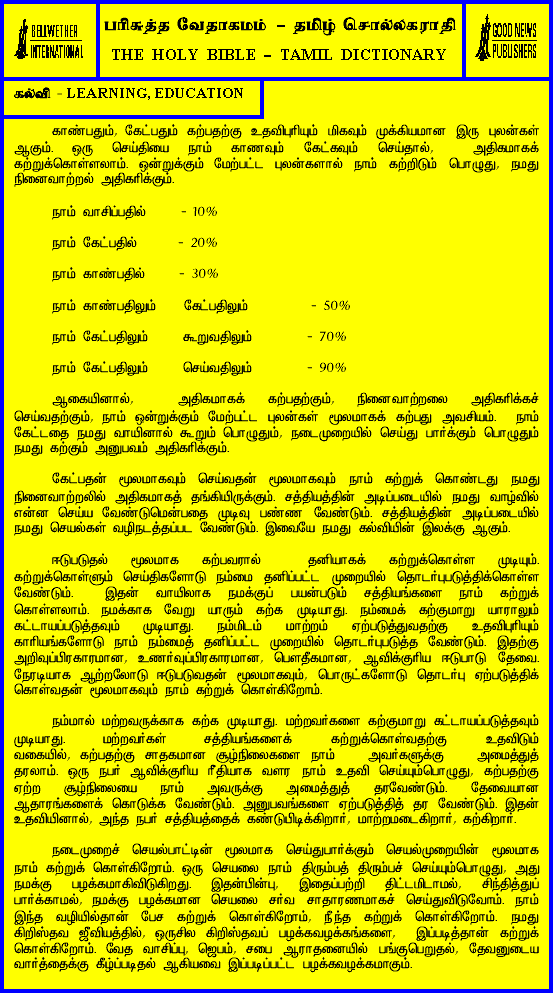 BELLWETHER
INTERNATIONAL
பரிசுத்த வேதாகமம் – தமிழ் சொல்லகராதி
THE HOLY BIBLE – TAMIL DICTIONARY
GOOD NEWS
PUBLISHERS
கல்வி - LEARNING, EDUCATION
காண்பதும், கேட்பதும் கற்பதற்கு உதவிபுரியும் மிகவும் முக்கியமான இரு புலன்கள்
ஆகும். ஒரு செய்தியை நாம் காணவும் கேட்கவும் செய்தால், அதிகமாகக்
கற்றுக்கொள்ளலாம். ஒன்றுக்கும் மேற்பட்ட புலன்களால் நாம் கற்றிடும் பொழுது, நமது
நினைவாற்றல் அதிகரிக்கும்.
நாம் வாசிப்பதில் - 10%
நாம் கேட்பதில் - 20%
நாம் காண்பதில் - 30%
நாம் காண்பதிலும் கேட்பதிலும் - 50%
நாம் கேட்பதிலும் கூறுவதிலும் - 70%
நாம் கேட்பதிலும் செய்வதிலும் - 90%
ஆகையினால், அதிகமாகக் கற்பதற்கும், நினைவாற்றலை அதிகரிக்கச்
செய்வதற்கும், நாம் ஒன்றுக்கும் மேற்பட்ட புலன்கள் மூலமாகக் கற்பது அவசியம். நாம்
கேட்டதை நமது வாயினால் கூறும் பொழுதும், நடைமுறையில் செய்து பார்க்கும் பொழுதும்
நமது கற்கும் அனுபவம் அதிகரிக்கும்.
கேட்பதன் மூலமாகவும் செய்வதன் மூலமாகவும் நாம் கற்றுக் கொண்டது நமது
நினைவாற்றலில் அதிகமாகத் தங்கியிருக்கும். சத்தியத்தின் அடிப்படையில் நமது வாழ்வில்
என்ன செய்ய வேண்டுமென்பதை முடிவு பண்ண வேண்டும். சத்தியத்தின் அடிப்படையில்
நமது செயல்கள் வழிநடத்தப்பட வேண்டும். இவையே நமது கல்வியின் இலக்கு ஆகும்.
ஈடுபடுதல் மூலமாக கற்பவரால் தனியாகக் கற்றுக்கொள்ள முடியும்.
கற்றுக்கொள்ளும் செய்திகளோடு நம்மை தனிப்பட்ட முறையில் தொடர்புபடுத்திக்கொள்ள
வேண்டும். இதன் வாயிலாக நமக்குப் பயன்படும் சத்தியங்களை நாம் கற்றுக்
கொள்ளலாம். நமக்காக வேறு யாரும் கற்க முடியாது. நம்மைக் கற்குமாறு யாராலும்
கட்டாயப்படுத்தவும் முடியாது. நம்மிடம் மாற்றம் ஏற்படுத்துவதற்கு உதவிபுரியும்
காரியங்களோடு நாம் நம்மைத் தனிப்பட்ட முறையில் தொடர்புபடுத்த வேண்டும். இதற்கு
அறிவுப்பிரகாரமான, உணர்வுப்பிரகாரமான, பௌதீகமான, ஆவிக்குரிய ஈடுபாடு தேவை.
நேரடியாக ஆற்றலோடு ஈடுபடுவதன் மூலமாகவும், பொருட்களோடு தொடர்பு ஏற்படுத்திக்
கொள்வதன் மூலமாகவும் நாம் கற்றுக் கொள்கிறோம்.
நம்மால் மற்றவருக்காக கற்க முடியாது. மற்றவர்களை கற்குமாறு கட்டாயப்படுத்தவும்
முடியாது. மற்றவர்கள் சத்தியங்களைக் கற்றுக்கொள்வதற்கு உதவிடும்
வகையில், கற்பதற்கு சாதகமான சூழ்நிலைகளை நாம் அவர்களுக்கு அமைத்துத்
தரலாம். ஒரு நபர் ஆவிக்குரிய ரீதியாக வளர நாம் உதவி செய்யும்பொழுது, கற்பதற்கு
ஏற்ற சூழ்நிலையை நாம் அவருக்கு அமைத்துத் தரவேண்டும். தேவையான
ஆதாரங்களைக் கொடுக்க வேண்டும். அனுபவங்களை ஏற்படுத்தித் தர வேண்டும். இதன்
உதவியினால், அந்த நபர் சத்தியத்தைக் கண்டுபிடிக்கிறார், மாற்றமடைகிறார், கற்கிறார்.
நடைமுறைச் செயல்பாட்டின் மூலமாக செய்துபார்க்கும் செயல்முறையின் மூலமாக
நாம் கற்றுக் கொள்கிறோம். ஒரு செயலை நாம் திரும்பத் திரும்பச் செய்யும்பொழுது, அது
நமக்கு பழக்கமாகிவிடுகிறது. இதன்பின்பு, இதைப்பற்றி திட்டமிடாமல், சிந்தித்துப்
பார்க்காமல், நமக்கு பழக்கமான செயலை சர்வ சாதாரணமாகச் செய்துவிடுவோம். நாம்
இந்த வழியில்தான் பேச கற்றுக் கொள்கிறோம், நீந்த கற்றுக் கொள்கிறோம். நமது
கிறிஸ்தவ ஜீவியத்தில், ஒருசில கிறிஸ்தவப் பழக்கவழக்கங்களை, இப்படித்தான் கற்றுக்
கொள்கிறோம். வேத வாசிப்பு, ஜெபம், சபை ஆராதனையில் பங்குபெறுதல், தேவனுடைய
வார்த்தைக்கு கீழ்ப்படிதல் ஆகியவை இப்படிப்பட்ட பழக்கவழக்கமாகும்.